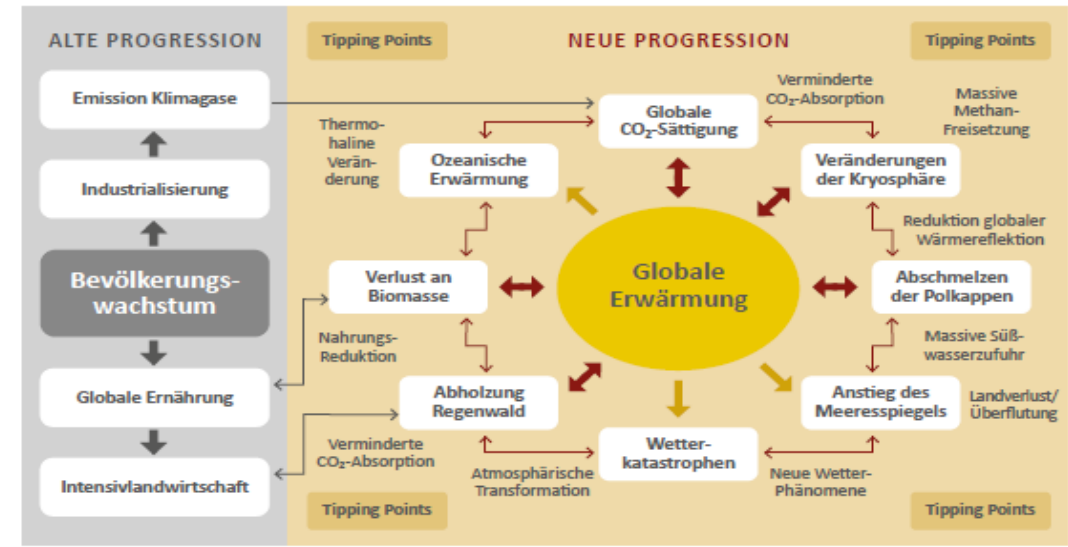 ALTE PROGRESSION
Emission Klimagase
Industrialisierung
Bevölkerungs-
wachstum
Globale Ernährung
Intensivlandwirtschaft
Tipping Points
NEUE PROGRESSION
Tipping Points
Globale
CO₂-Sättigung
Verminderte
CO₂-Absorption
Massive
Methan-
Freisetzung
Thermo-
haline
Verän-
derung
Ozeanische
Erwärmung
Veränderungen
der Kryosphäre
Reduktion globaler
Wärmereflektion
Verlust an
Biomasse
Globale
Erwärmung
Abschmelzen
der Polkappen
Nahrungs-
Reduktion
Massive Süß-
wasserzufuhr
Abholzung
Regenwald
Anstieg des
Meeresspiegels
Landverlust/
Überflutung
Verminderte
CO₂-Absorption
Wetter-
katastrophen
Atmosphärische
Transformation
Neue Wetter-
Phänomene
Tipping Points
Tipping Points